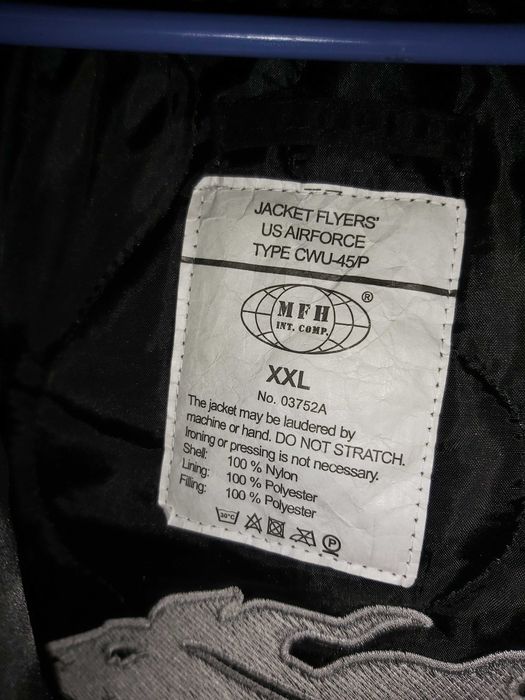 JACKET FLYERS'
US AIRFORCE
TYPE CWU-45/P
MFH ®
INT. COMP.
XXL
No. 03752A
The jacket may be laudered by
machine or hand. DO NOT STRETCH.
Ironing or pressing is not necessary.
Shell: 100 % Nylon
Lining: 100 % Polyester
Filling: 100 % Polyester
30°C P